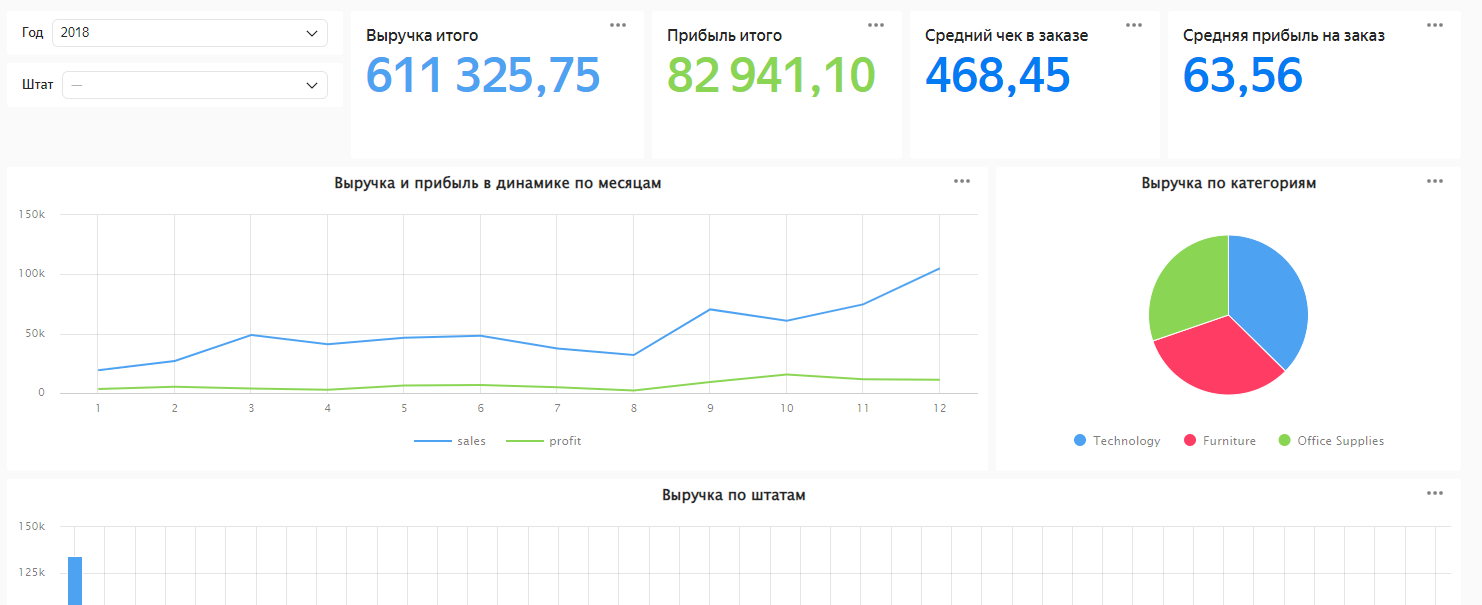 Год 2018
Штат —
Выручка итого
611 325,75
Прибыль итого
82 941,10
Средний чек в заказе
468,45
Средняя прибыль на заказ
63,56
Выручка и прибыль в динамике по месяцам
150k
100k
50k
0
1 2 3 4 5 6 7 8 9 10 11 12
sales profit
Выручка по категориям
Technology Furniture Office Supplies
Выручка по штатам
150k
125k